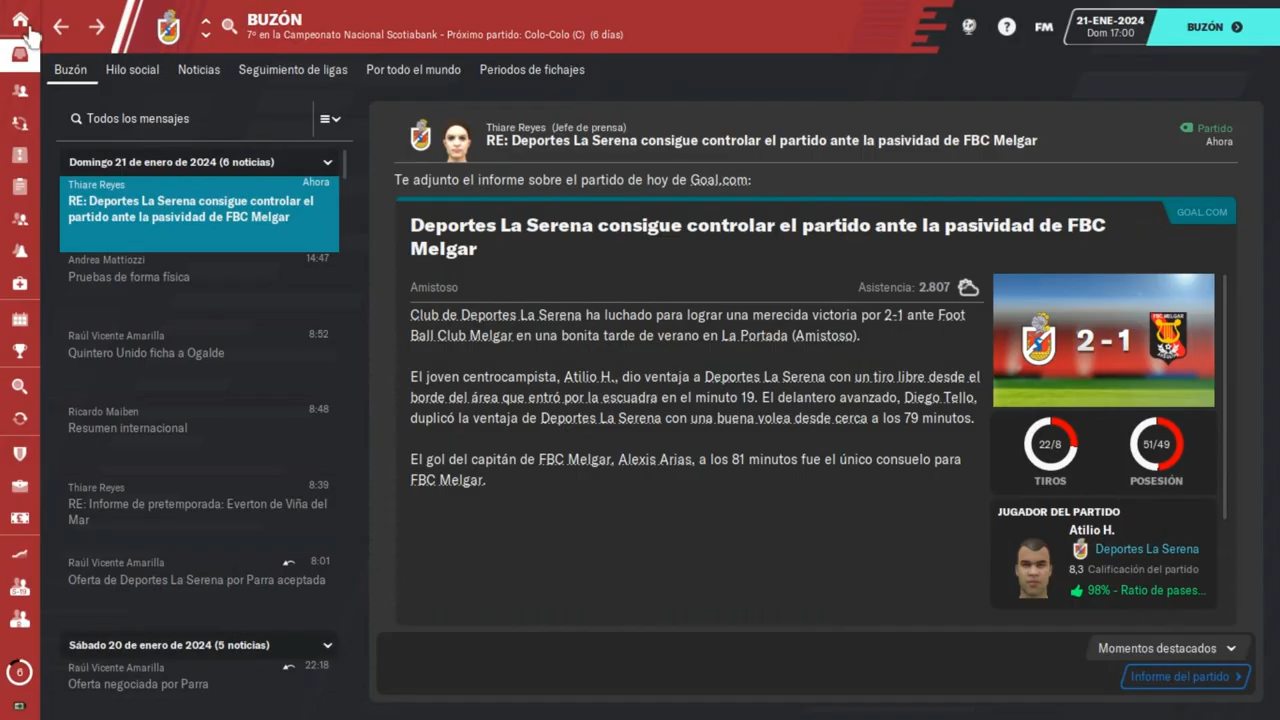 BUZÓN
7º en la Campeonato Nacional Scotiabank - Próximo partido: Colo-Colo (C) (6 días)
?
FM
21-ENE-2024
Dom 17:00
BUZÓN
Buzón
Hilo social
Noticias
Seguimiento de ligas
Por todo el mundo
Periodos de fichajes
Todos los mensajes
Domingo 21 de enero de 2024 (6 noticias)
Thiare Reyes
Ahora
RE: Deportes La Serena consigue controlar el
partido ante la pasividad de FBC Melgar
Andrea Mattiozzi
14:47
Pruebas de forma física
Raúl Vicente Amarilla
8:52
Quintero Unido ficha a Ogalde
Ricardo Maiben
8:48
Resumen internacional
Thiare Reyes
8:39
RE: Informe de pretemporada: Everton de Viña del
Mar
Raúl Vicente Amarilla
8:01
Oferta de Deportes La Serena por Parra aceptada
Sábado 20 de enero de 2024 (5 noticias)
Raúl Vicente Amarilla
22:18
Oferta negociada por Parra
Thiare Reyes (Jefe de prensa)
RE: Deportes La Serena consigue controlar el partido ante la pasividad de FBC Melgar
Partido
Ahora
Te adjunto el informe sobre el partido de hoy de Goal.com:
GOAL.COM
Deportes La Serena consigue controlar el partido ante la pasividad de FBC
Melgar
Amistoso
Asistencia: 2.807
Club de Deportes La Serena ha luchado para lograr una merecida victoria por 2-1 ante Foot
Ball Club Melgar en una bonita tarde de verano en La Portada (Amistoso).
El joven centrocampista, Atilio H., dio ventaja a Deportes La Serena con un tiro libre desde el
borde del área que entró por la escuadra en el minuto 19. El delantero avanzado, Diego Tello,
duplicó la ventaja de Deportes La Serena con una buena volea desde cerca a los 79 minutos.
El gol del capitán de FBC Melgar, Alexis Arias, a los 81 minutos fue el único consuelo para
FBC Melgar.
2 - 1
22/8
TIROS
51/49
POSESIÓN
JUGADOR DEL PARTIDO
Atilio H.
Deportes La Serena
8,3 Calificación del partido
98% - Ratio de pases...
Momentos destacados
Informe del partido
S-19
6